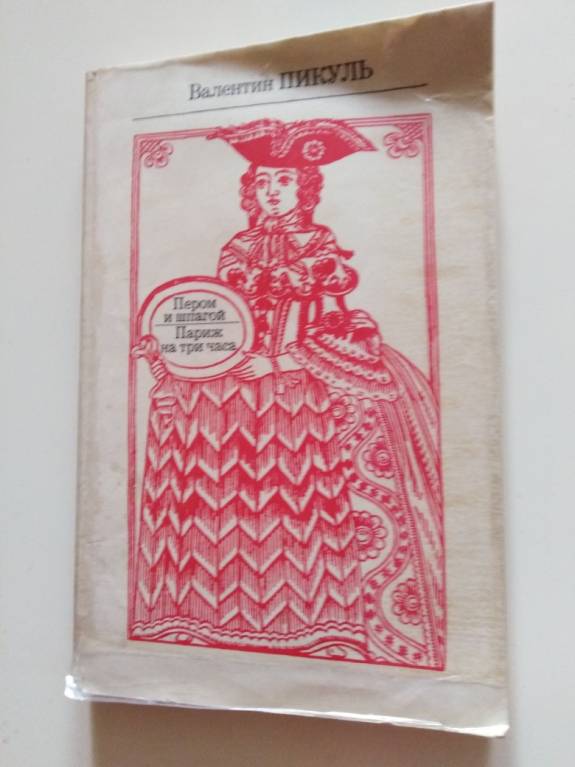 Валентин ПИКУЛЬ
Пером
и шпагой
Париж
на три часа